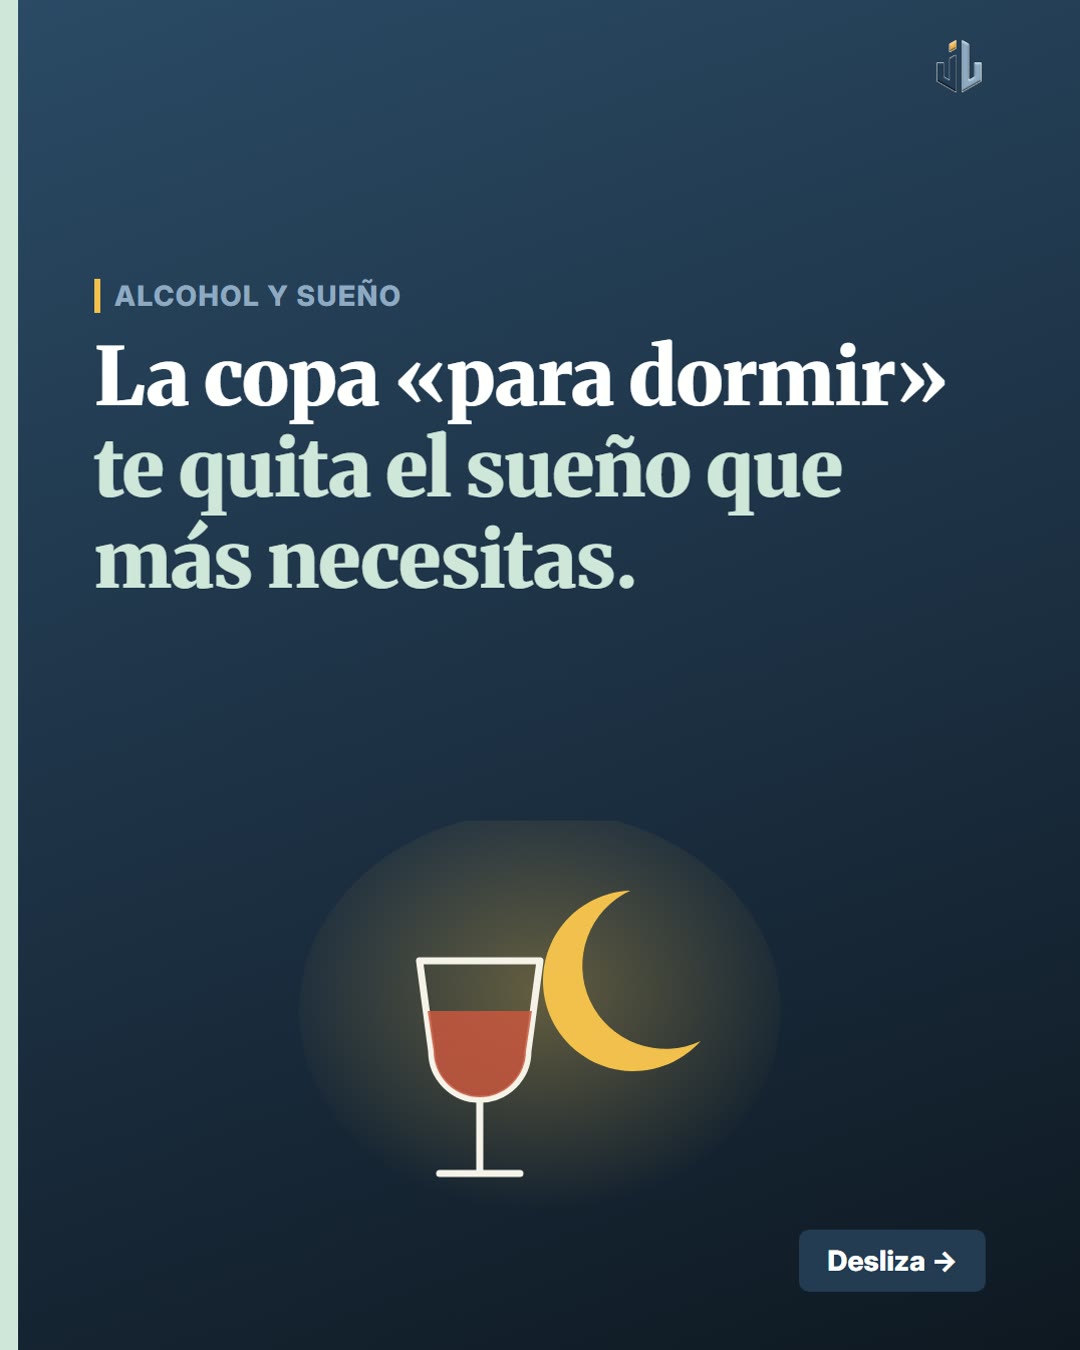 ALCOHOL Y SUEÑO
La copa «para dormir»
te quita el sueño que
más necesitas.
Desliza →